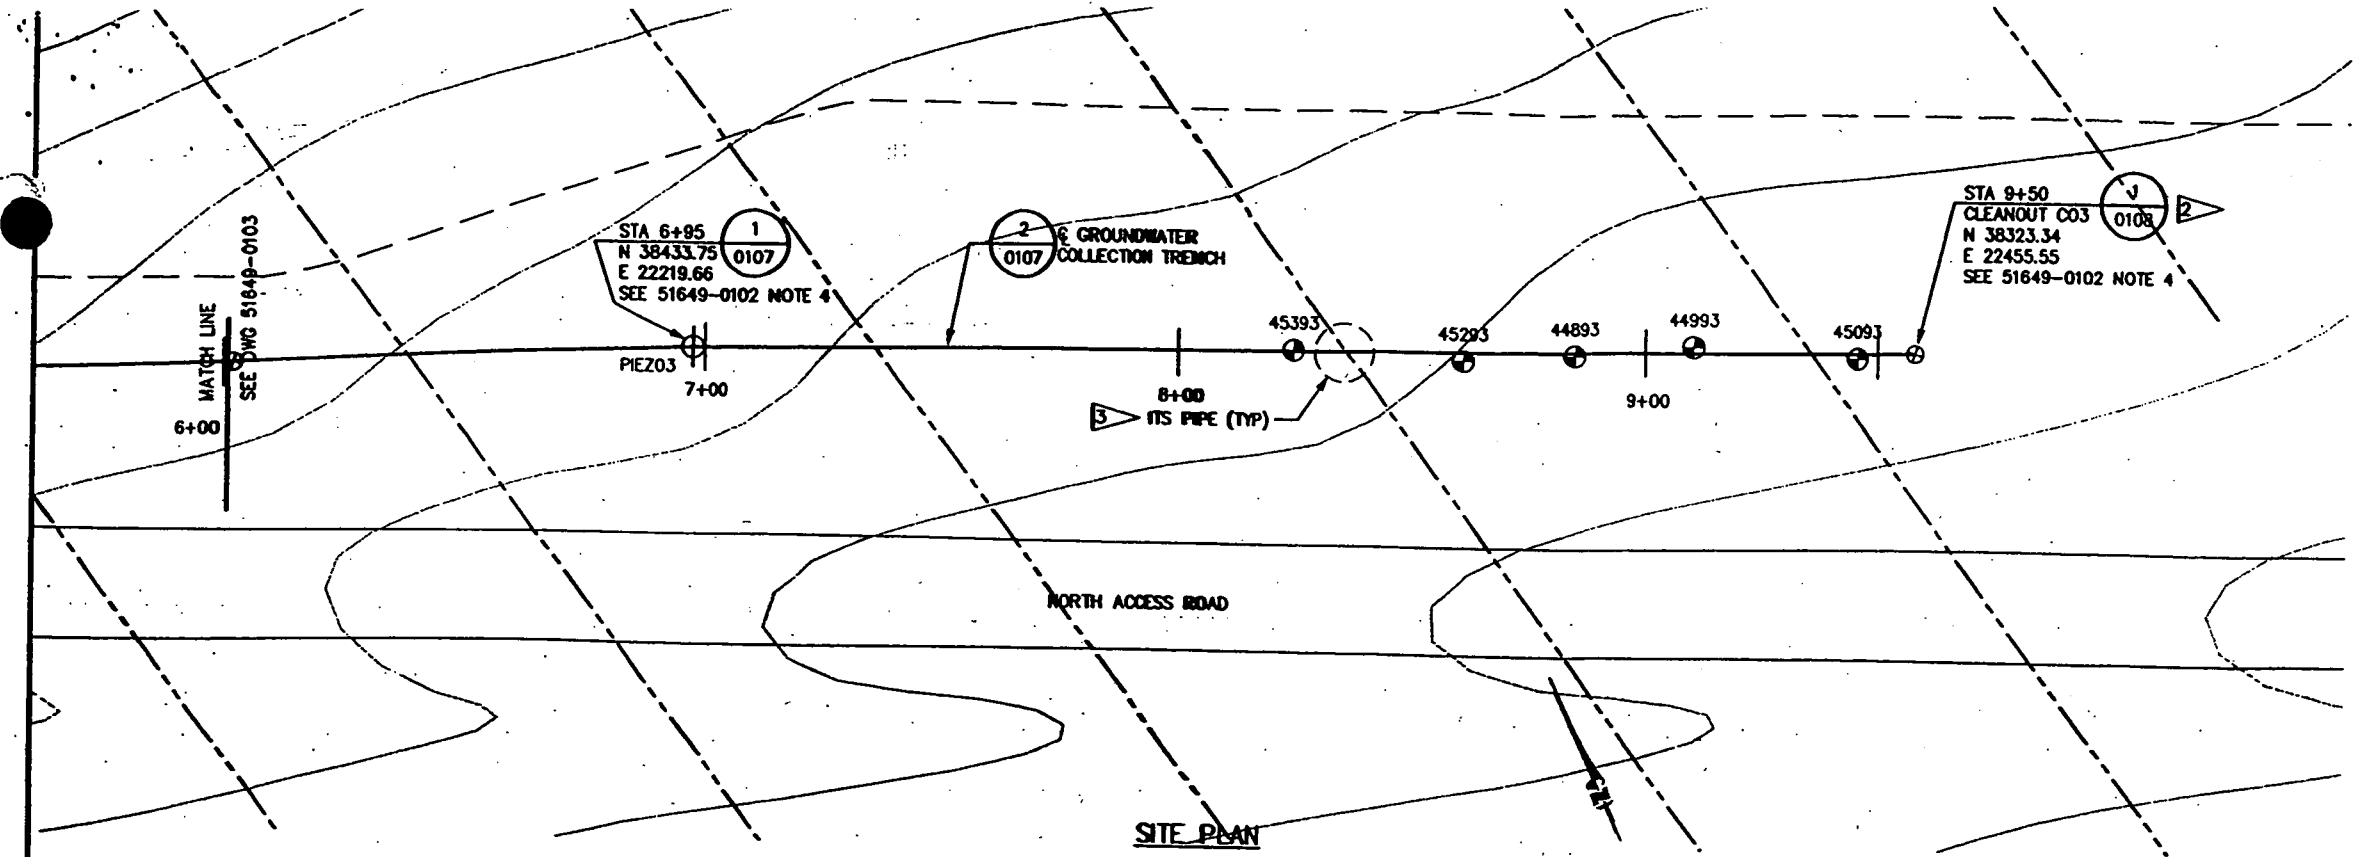 STA 6+95
N 38433.75
E 22219.66
SEE 51649-0102 NOTE 4
1
0107
2
0107
℄ GROUNDWATER
COLLECTION TRENCH
STA 9+50
CLEANOUT CO3
N 38323.34
E 22455.55
SEE 51649-0102 NOTE 4
0108
2
MATCH LINE
SEE DWG 51649-0103
6+00
PIEZ03
7+00
8+00
45393
45293
44893
44993
45093
9+00
3
ITS PIPE (TYP)
NORTH ACCESS ROAD
SITE PLAN